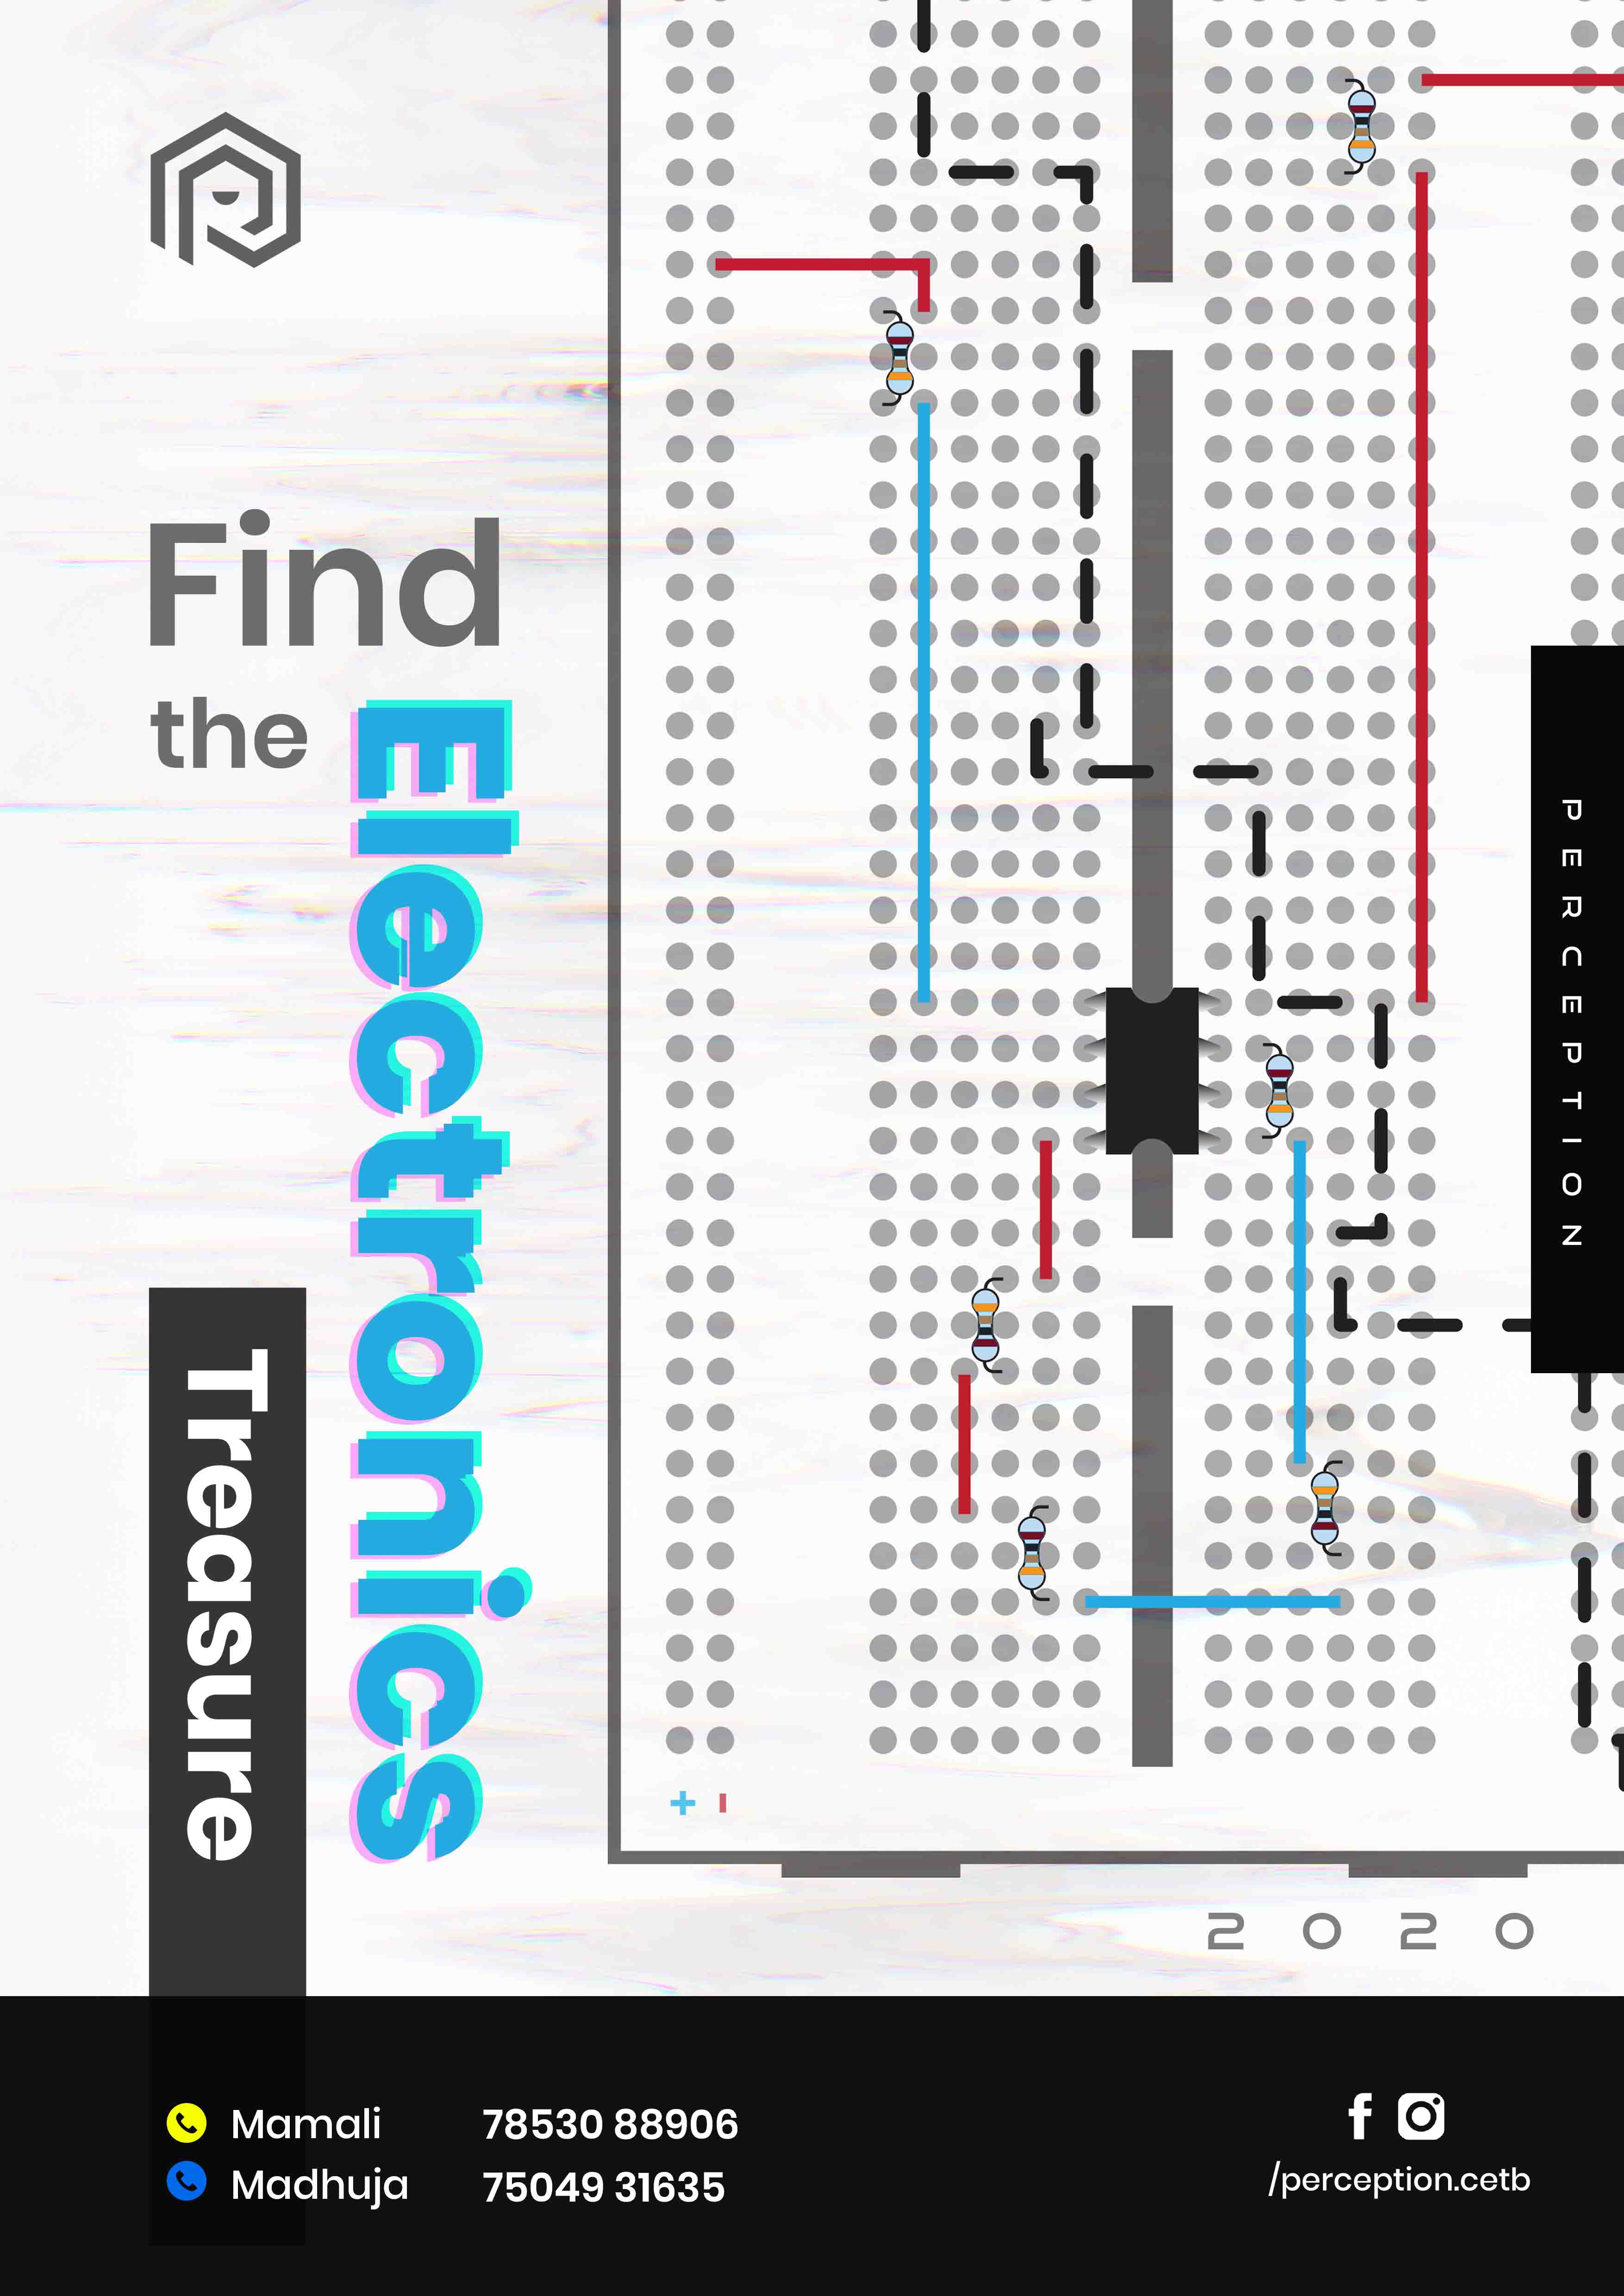 Find
the
Electronics
Treasure
PERCEPTION
+ -
2020
Mamali 78530 88906
Madhuja 75049 31635
/perception.cetb